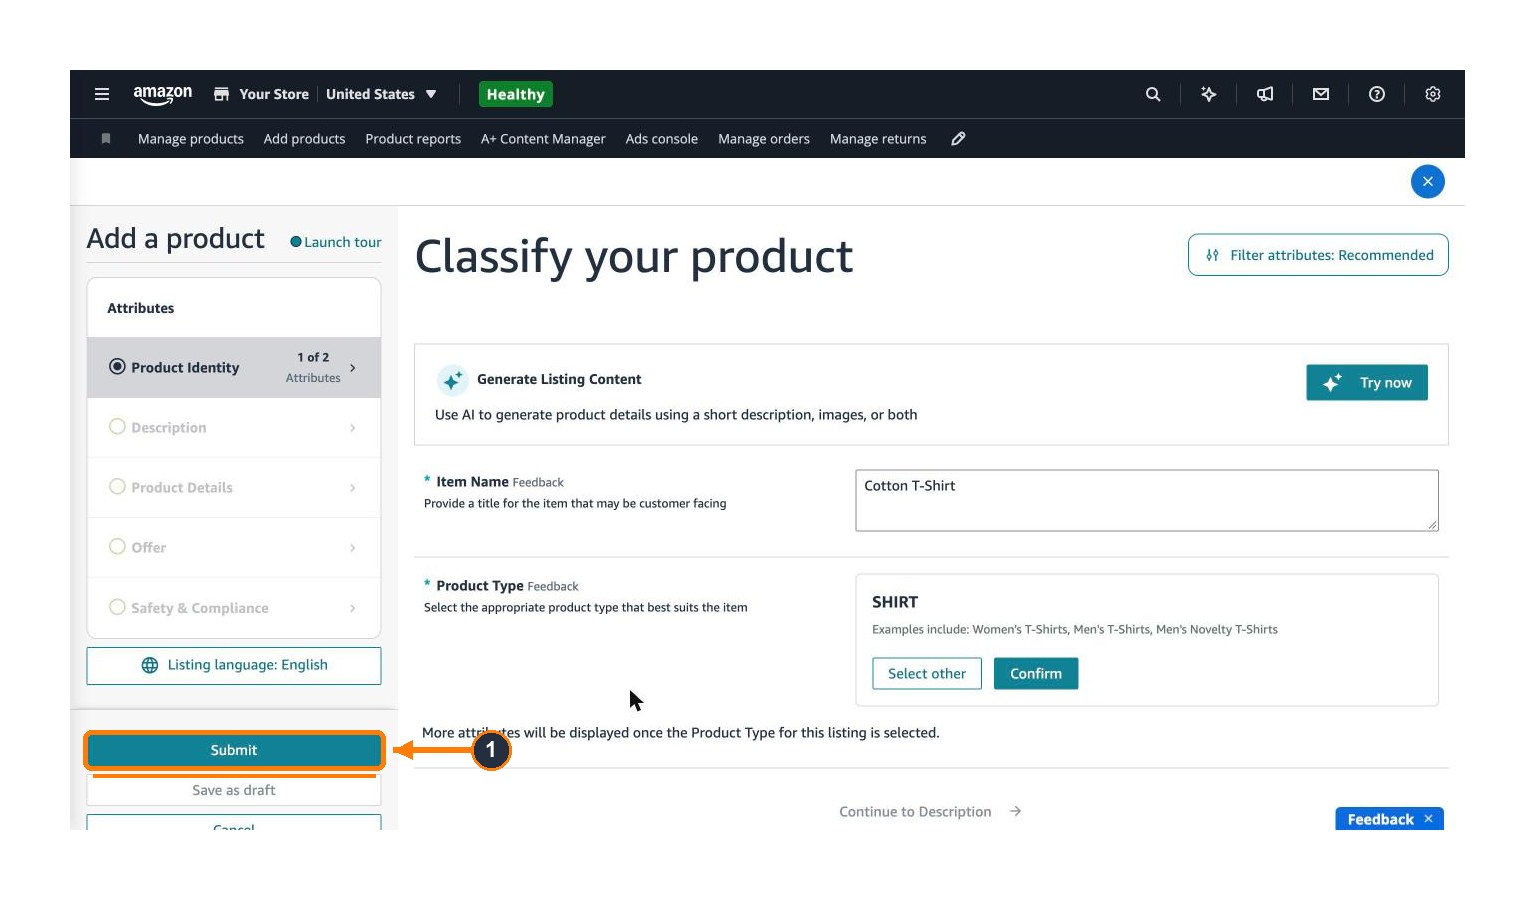 amazon Your Store United States Healthy
Manage products Add products Product reports A+ Content Manager Ads console Manage orders Manage returns
Add a product Launch tour
Attributes
Product Identity 1 of 2 Attributes
Description
Product Details
Offer
Safety & Compliance
Listing language: English
Submit
Save as draft
Cancel
Classify your product
Filter attributes: Recommended
Generate Listing Content
Use AI to generate product details using a short description, images, or both
Try now
* Item Name Feedback
Provide a title for the item that may be customer facing
Cotton T-Shirt
* Product Type Feedback
Select the appropriate product type that best suits the item
SHIRT
Examples include: Women's T-Shirts, Men's T-Shirts, Men's Novelty T-Shirts
Select other Confirm
More attributes will be displayed once the Product Type for this listing is selected.
1
Continue to Description
Feedback